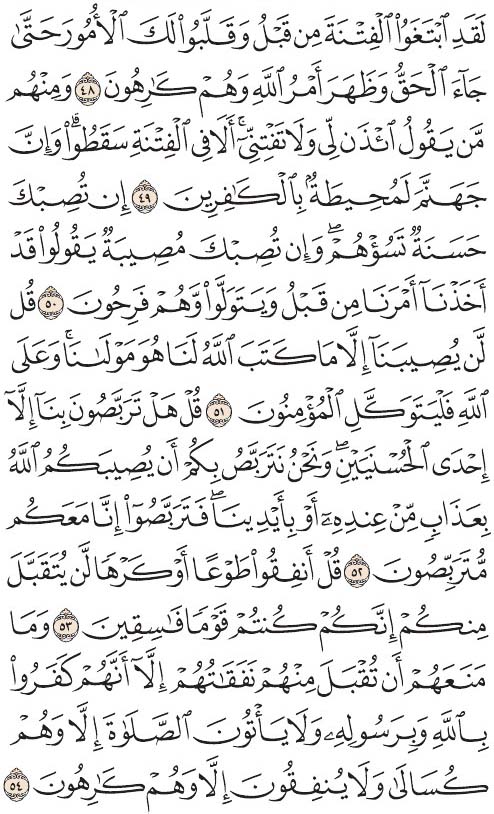 لَقَدِ ٱبْتَغَوُا۟ ٱلْفِتْنَةَ مِن قَبْلُ وَقَلَّبُوا۟ لَكَ ٱلْأُمُورَ حَتَّىٰ
جَآءَ ٱلْحَقُّ وَظَهَرَ أَمْرُ ٱللَّهِ وَهُمْ كَـٰرِهُونَ ٤٨ وَمِنْهُم
مَّن يَقُولُ ٱئْذَن لِّى وَلَا تَفْتِنِّىٓ ۚ أَلَا فِى ٱلْفِتْنَةِ سَقَطُوا۟ ۗ وَإِنَّ
جَهَنَّمَ لَمُحِيطَةٌۢ بِٱلْكَـٰفِرِينَ ٤٩ إِن تُصِبْكَ
حَسَنَةٌ تَسُؤْهُمْ ۖ وَإِن تُصِبْكَ مُصِيبَةٌ يَقُولُوا۟ قَدْ
أَخَذْنَآ أَمْرَنَا مِن قَبْلُ وَيَتَوَلَّوا۟ وَّهُمْ فَرِحُونَ ٥٠ قُل
لَّن يُصِيبَنَآ إِلَّا مَا كَتَبَ ٱللَّهُ لَنَا هُوَ مَوْلَىٰنَا ۚ وَعَلَى
ٱللَّهِ فَلْيَتَوَكَّلِ ٱلْمُؤْمِنُونَ ٥١ قُلْ هَلْ تَرَبَّصُونَ بِنَآ إِلَّآ
إِحْدَى ٱلْحُسْنَيَيْنِ ۖ وَنَحْنُ نَتَرَبَّصُ بِكُمْ أَن يُصِيبَكُمُ ٱللَّهُ
بِعَذَابٍ مِّنْ عِندِهِۦٓ أَوْ بِأَيْدِينَا ۖ فَتَرَبَّصُوٓا۟ إِنَّا مَعَكُم
مُّتَرَبِّصُونَ ٥٢ قُلْ أَنفِقُوا۟ طَوْعًا أَوْ كَرْهًا لَّن يُتَقَبَّلَ
مِنكُمْ ۖ إِنَّكُمْ كُنتُمْ قَوْمًا فَـٰسِقِينَ ٥٣ وَمَا
مَنَعَهُمْ أَن تُقْبَلَ مِنْهُمْ نَفَقَـٰتُهُمْ إِلَّآ أَنَّهُمْ كَفَرُوا۟
بِٱللَّهِ وَبِرَسُولِهِۦ وَلَا يَأْتُونَ ٱلصَّلَوٰةَ إِلَّا وَهُمْ
كُسَالَىٰ وَلَا يُنفِقُونَ إِلَّا وَهُمْ كَـٰرِهُونَ ٥٤